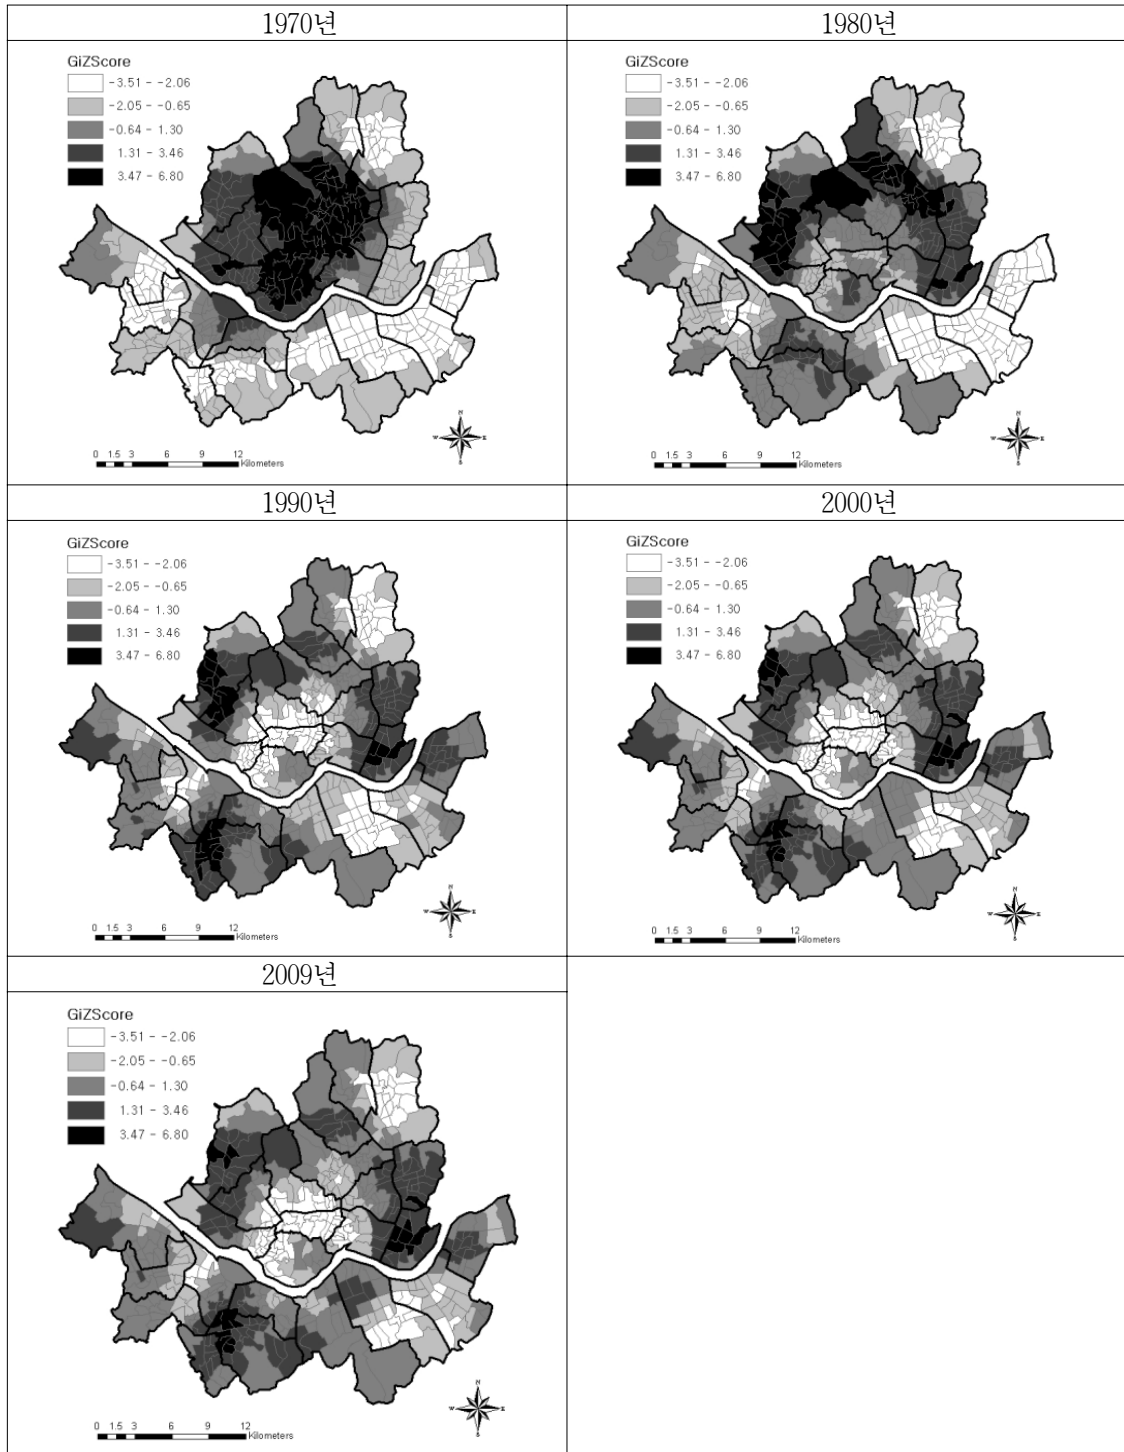 1970년
1980년
GiZScore
-3.51 - -2.06
-2.05 - -0.65
-0.64 - 1.30
1.31 - 3.46
3.47 - 6.80
N
W E
S
0 1.5 3 6 9 12
Kilometers
GiZScore
-3.51 - -2.06
-2.05 - -0.65
-0.64 - 1.30
1.31 - 3.46
3.47 - 6.80
N
W E
S
0 1.5 3 6 9 12
Kilometers
1990년
2000년
GiZScore
-3.51 - -2.06
-2.05 - -0.65
-0.64 - 1.30
1.31 - 3.46
3.47 - 6.80
N
W E
S
0 1.5 3 6 9 12
Kilometers
GiZScore
-3.51 - -2.06
-2.05 - -0.65
-0.64 - 1.30
1.31 - 3.46
3.47 - 6.80
N
W E
S
0 1.5 3 6 9 12
Kilometers
2009년
GiZScore
-3.51 - -2.06
-2.05 - -0.65
-0.64 - 1.30
1.31 - 3.46
3.47 - 6.80
N
W E
S
0 1.5 3 6 9 12
Kilometers